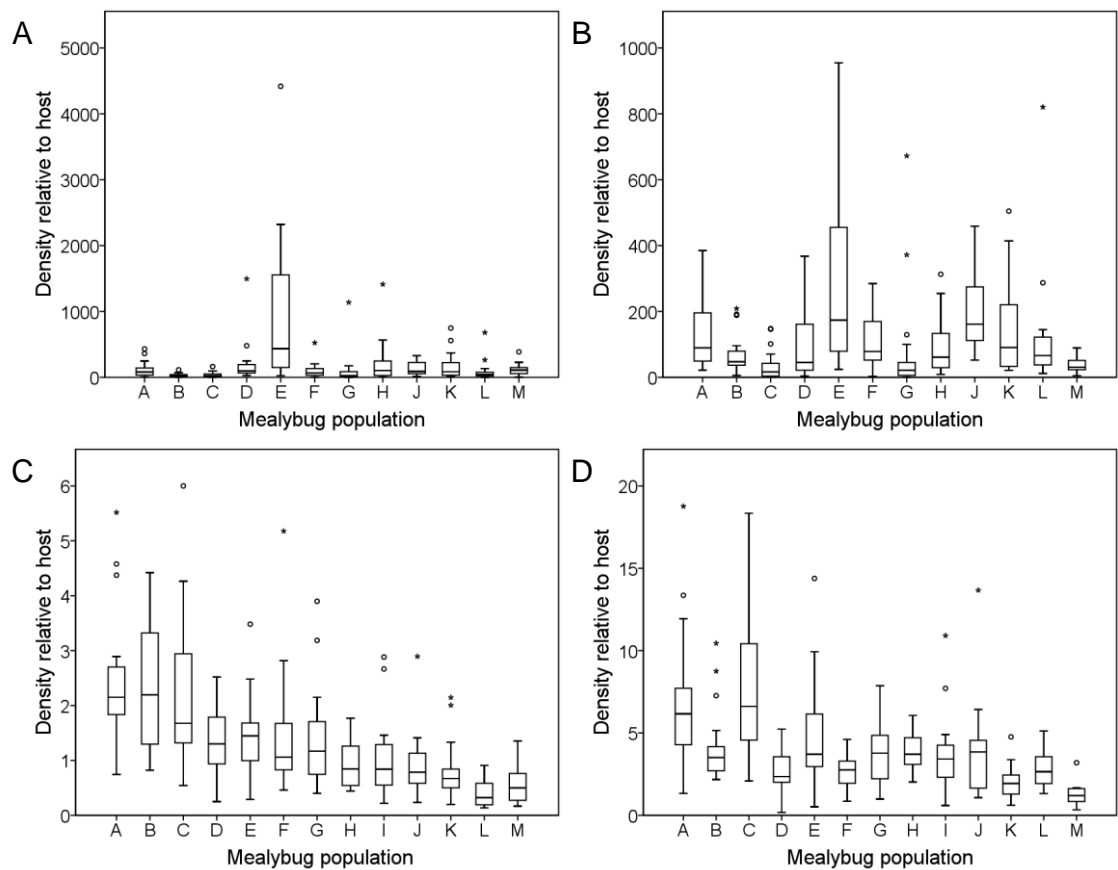 A
Density relative to host
5000
4000
3000
2000
1000
0
A B C D E F G H J K L M
Mealybug population
B
Density relative to host
1000
800
600
400
200
0
A B C D E F G H J K L M
Mealybug population
C
Density relative to host
6
5
4
3
2
1
0
A B C D E F G H I J K L M
Mealybug population
D
Density relative to host
20
15
10
5
0
A B C D E F G H I J K L M
Mealybug population